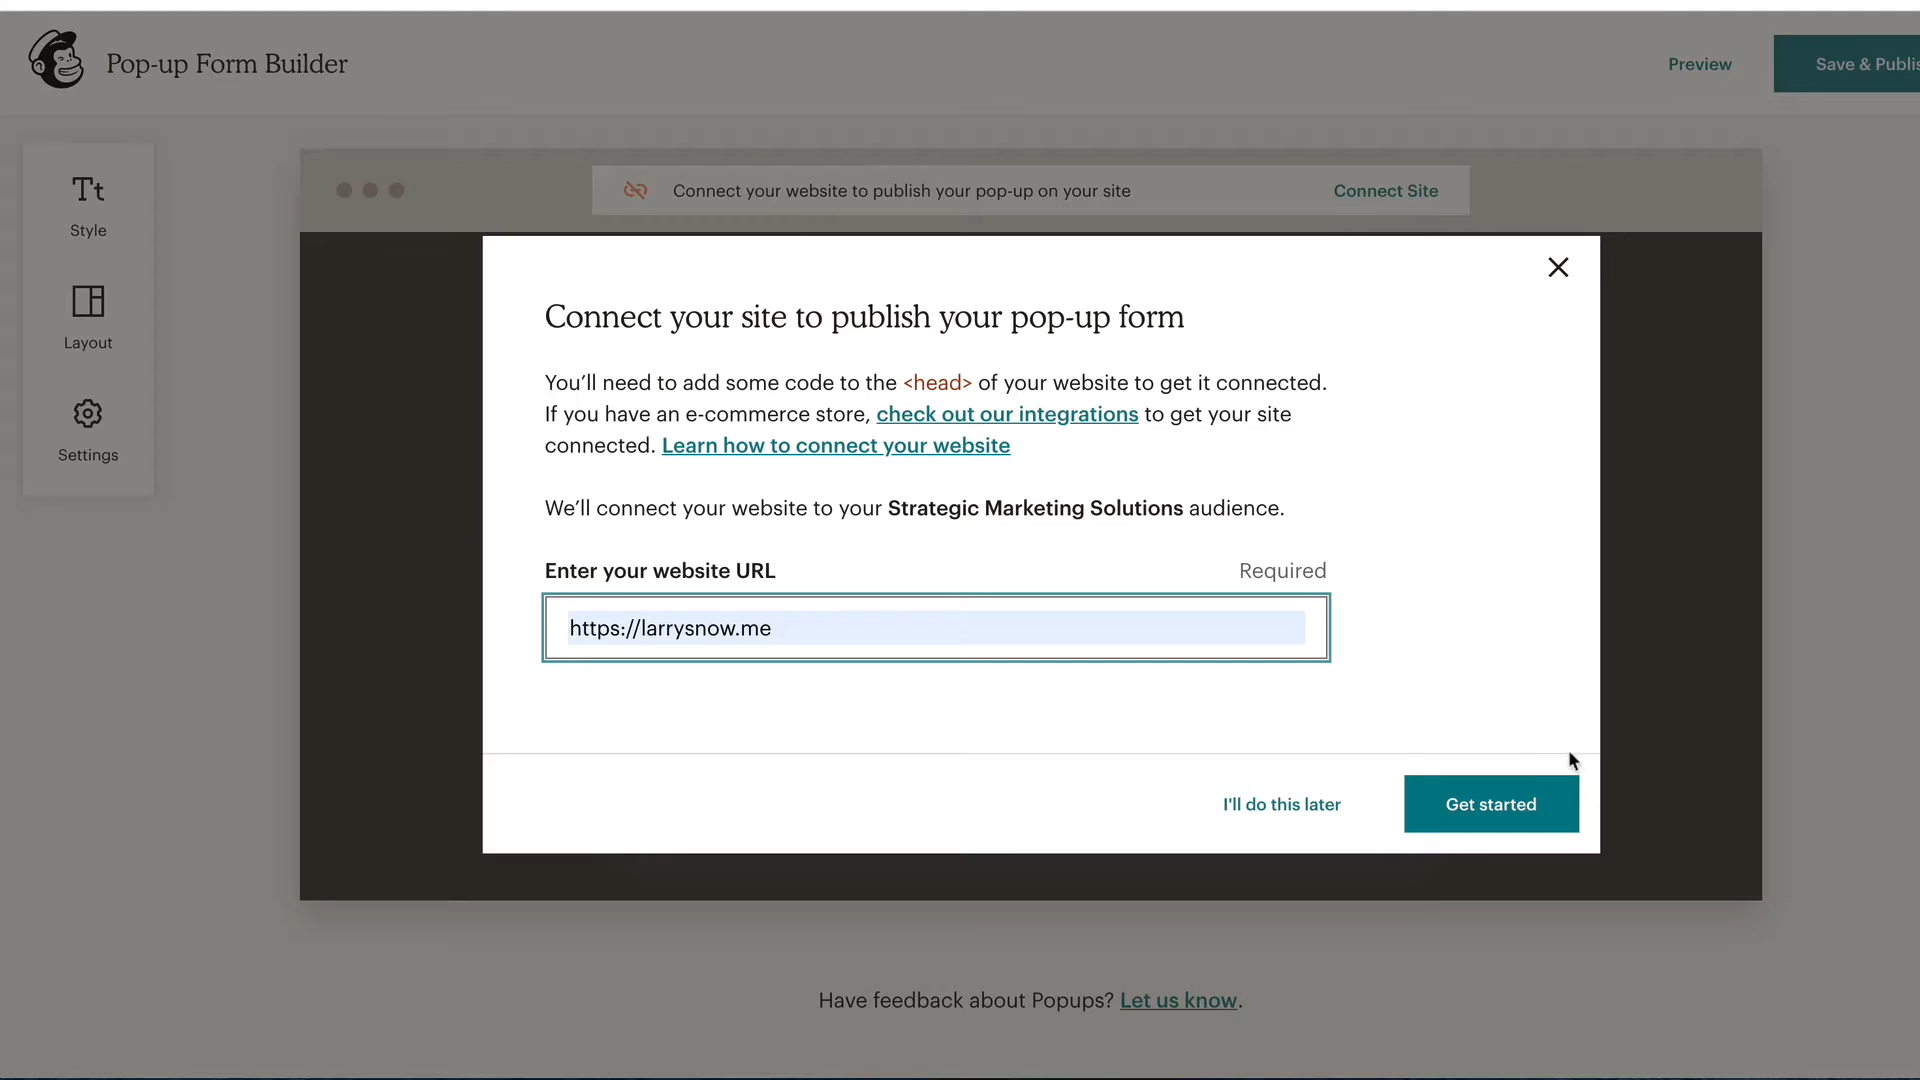 Pop-up Form Builder
Preview
Save & Publis
Tt
Style
Layout
Settings
Connect your website to publish your pop-up on your site
Connect Site
Connect your site to publish your pop-up form
You’ll need to add some code to the <head> of your website to get it connected.
If you have an e-commerce store, check out our integrations to get your site
connected. Learn how to connect your website
We’ll connect your website to your Strategic Marketing Solutions audience.
Enter your website URL
Required
https://larrysnow.me
I'll do this later
Get started
Have feedback about Popups? Let us know.